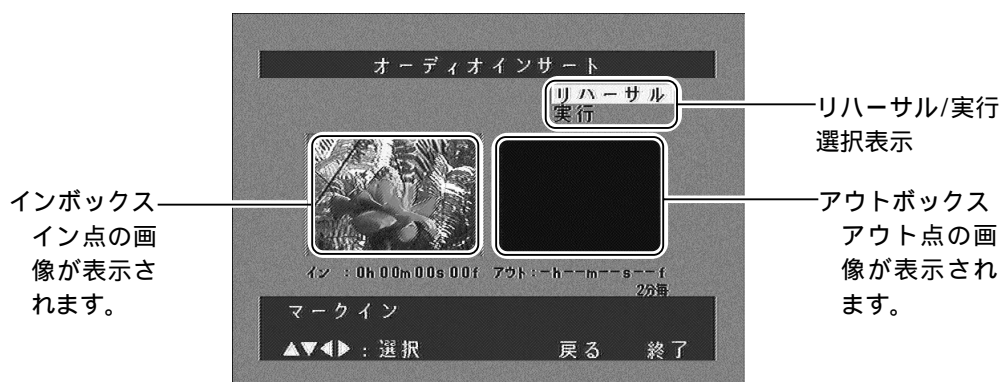 オーディオインサート
リハーサル
実行
リハーサル/実行
選択表示
インボックス
イン点の画
像が表示さ
れます。
アウトボックス
アウト点の画
像が表示され
ます。
イン :0h00m00s00f アウト:-h--m--s--f
2分毎
マークイン
▲▼◀▶:選択 戻る 終了